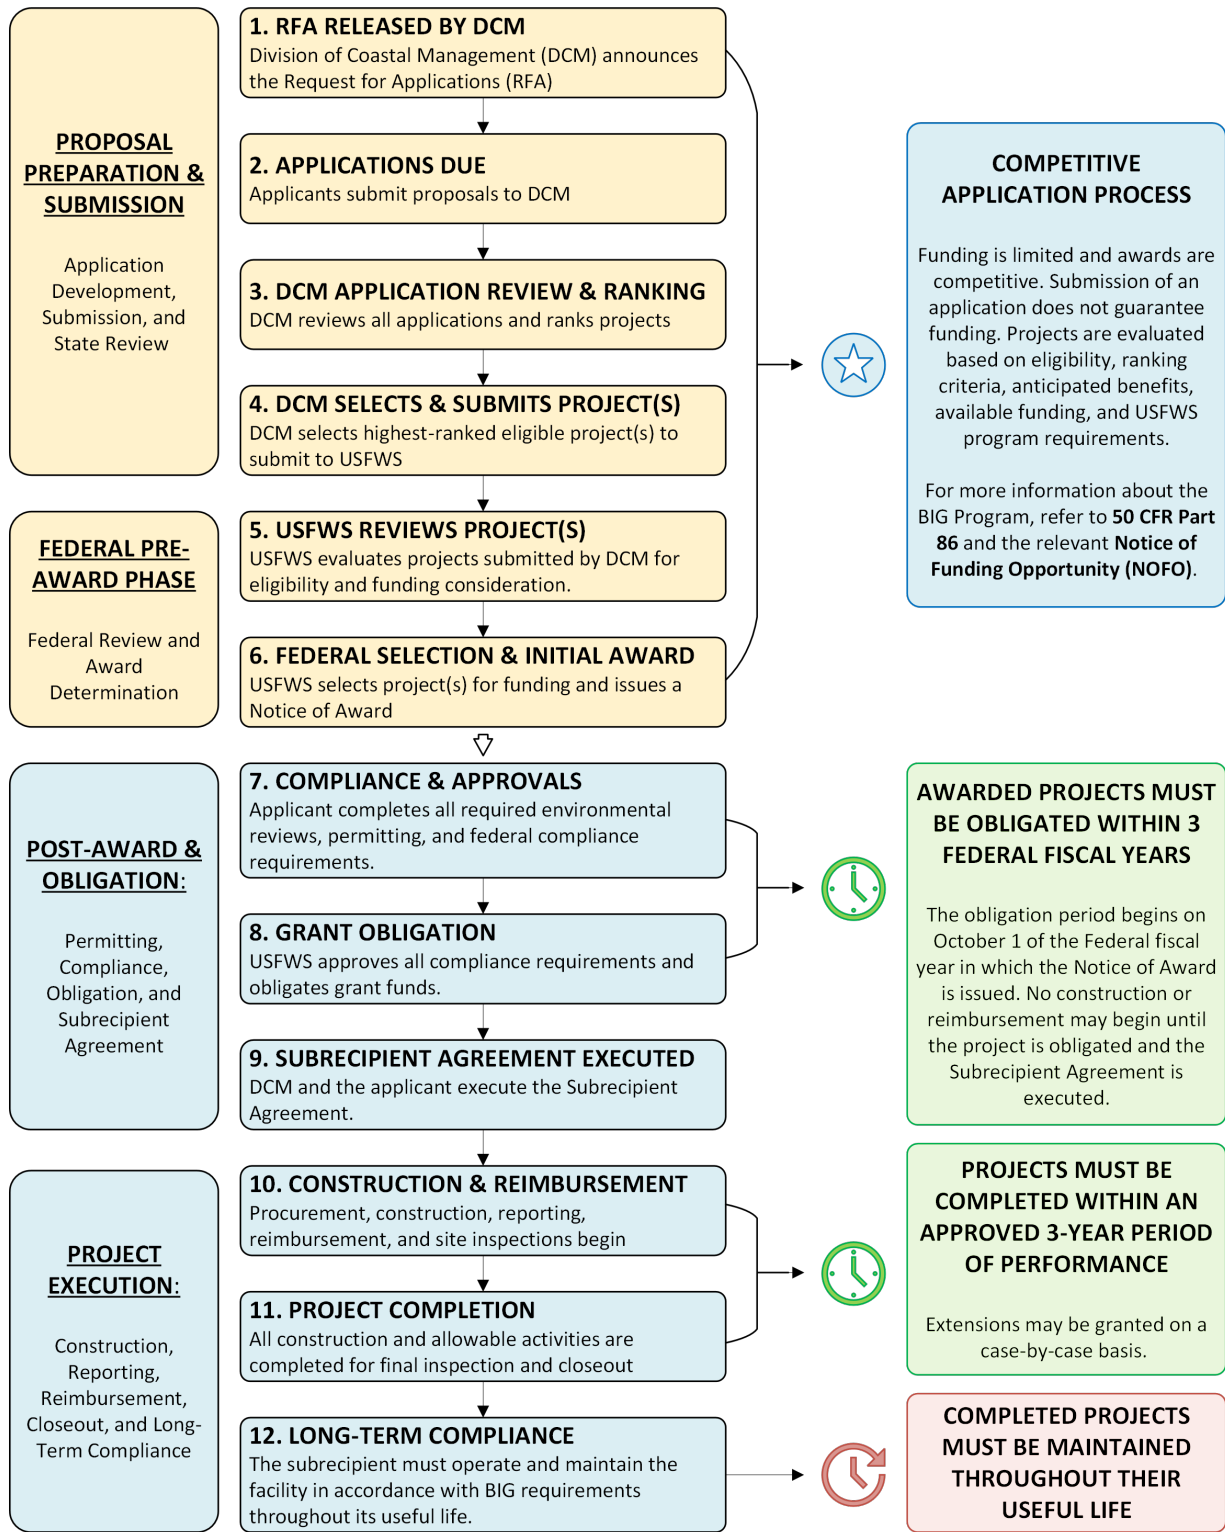 PROPOSAL
PREPARATION &
SUBMISSION
Application
Development,
Submission, and
State Review
1. RFA RELEASED BY DCM
Division of Coastal Management (DCM) announces
the Request for Applications (RFA)
2. APPLICATIONS DUE
Applicants submit proposals to DCM
3. DCM APPLICATION REVIEW & RANKING
DCM reviews all applications and ranks projects
4. DCM SELECTS & SUBMITS PROJECT(S)
DCM selects highest-ranked eligible project(s) to
submit to USFWS
FEDERAL PRE-
AWARD PHASE
Federal Review and
Award
Determination
5. USFWS REVIEWS PROJECT(S)
USFWS evaluates projects submitted by DCM for
eligibility and funding consideration.
6. FEDERAL SELECTION & INITIAL AWARD
USFWS selects project(s) for funding and issues a
Notice of Award
COMPETITIVE
APPLICATION PROCESS
Funding is limited and awards are
competitive. Submission of an
application does not guarantee
funding. Projects are evaluated
based on eligibility, ranking
criteria, anticipated benefits,
available funding, and USFWS
program requirements.
For more information about the
BIG Program, refer to 50 CFR Part
86 and the relevant Notice of
Funding Opportunity (NOFO).
POST-AWARD &
OBLIGATION:
Permitting,
Compliance,
Obligation, and
Subrecipient
Agreement
7. COMPLIANCE & APPROVALS
Applicant completes all required environmental
reviews, permitting, and federal compliance
requirements.
8. GRANT OBLIGATION
USFWS approves all compliance requirements and
obligates grant funds.
9. SUBRECIPIENT AGREEMENT EXECUTED
DCM and the applicant execute the Subrecipient
Agreement.
AWARDED PROJECTS MUST
BE OBLIGATED WITHIN 3
FEDERAL FISCAL YEARS
The obligation period begins on
October 1 of the Federal fiscal
year in which the Notice of Award
is issued. No construction or
reimbursement may begin until
the project is obligated and the
Subrecipient Agreement is
executed.
PROJECT
EXECUTION:
Construction,
Reporting,
Reimbursement,
Closeout, and Long-
Term Compliance
10. CONSTRUCTION & REIMBURSEMENT
Procurement, construction, reporting,
reimbursement, and site inspections begin
11. PROJECT COMPLETION
All construction and allowable activities are
completed for final inspection and closeout
12. LONG-TERM COMPLIANCE
The subrecipient must operate and maintain the
facility in accordance with BIG requirements
throughout its useful life.
PROJECTS MUST BE
COMPLETED WITHIN AN
APPROVED 3-YEAR PERIOD
OF PERFORMANCE
Extensions may be granted on a
case-by-case basis.
COMPLETED PROJECTS
MUST BE MAINTAINED
THROUGHOUT THEIR
USEFUL LIFE